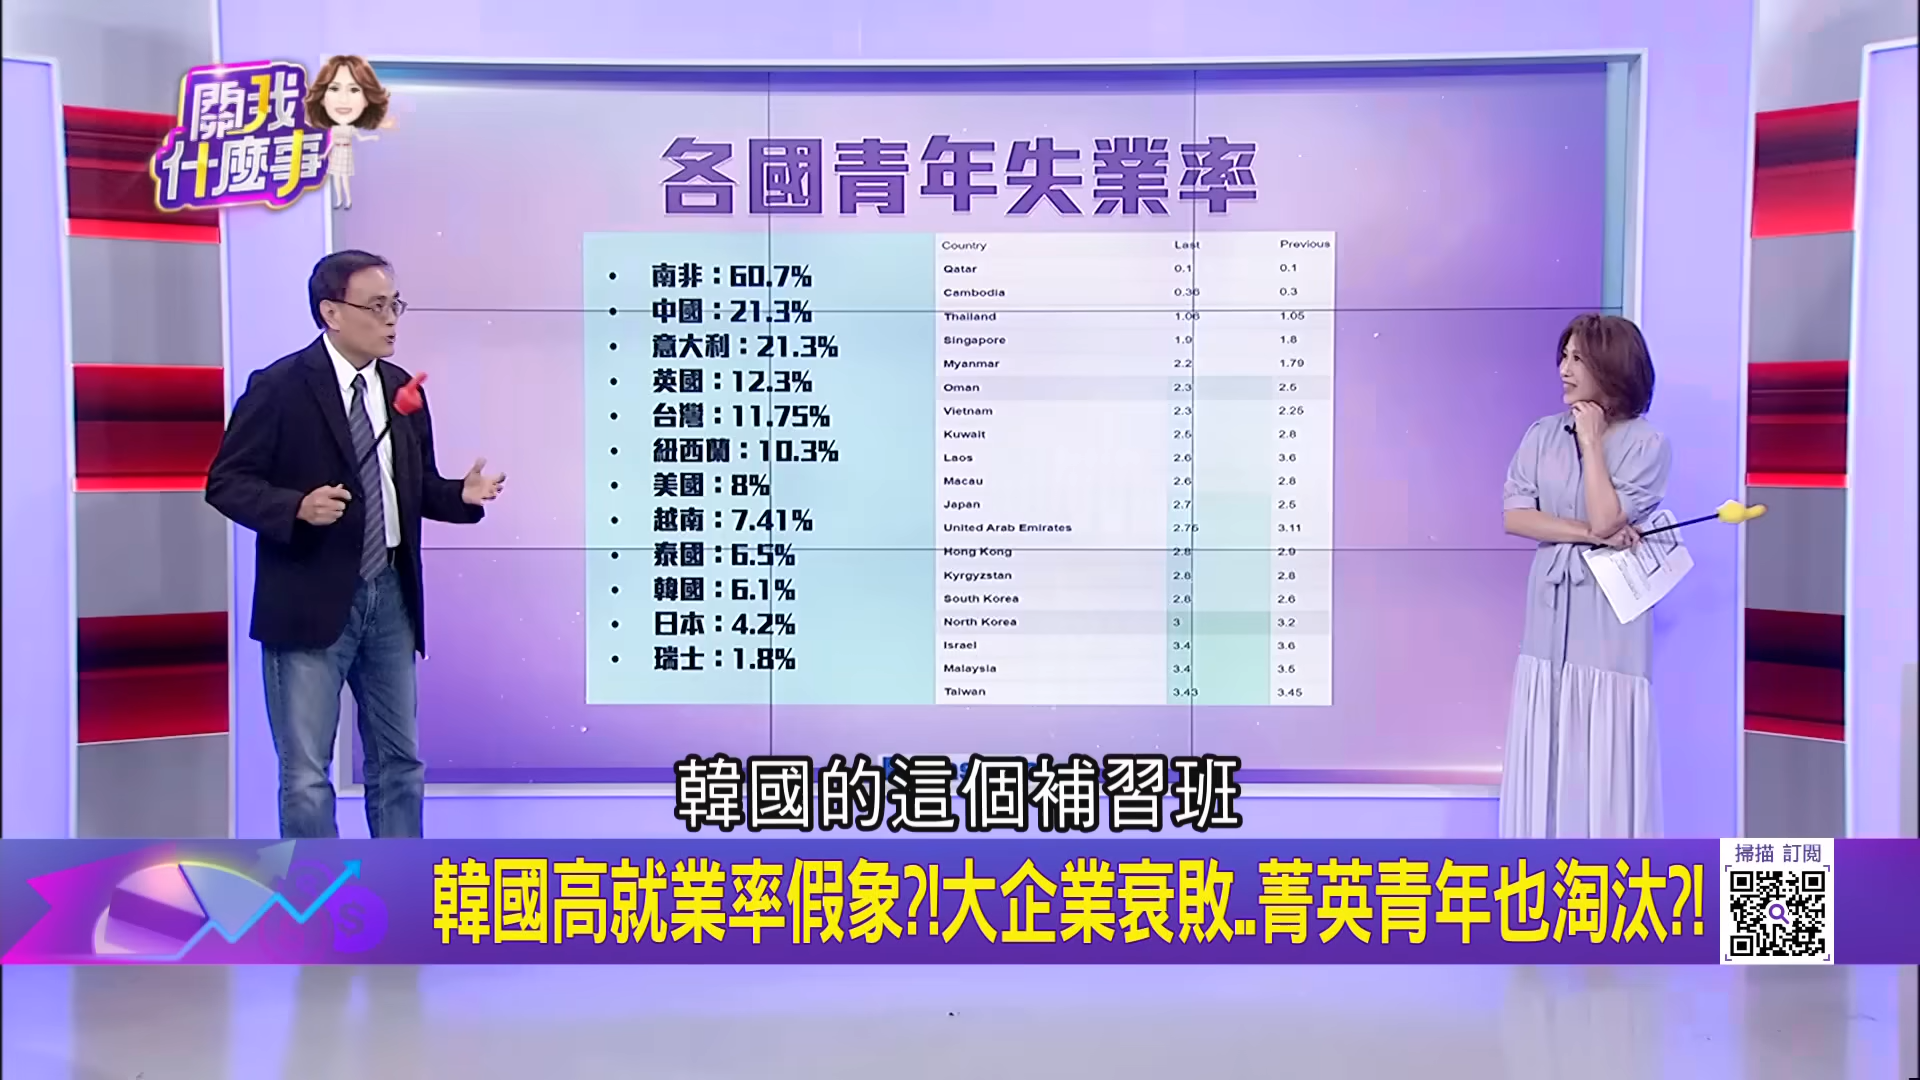 關我
什麼事
各國青年失業率
• 南非：60.7%
• 中國：21.3%
• 意大利：21.3%
• 英國：12.3%
• 台灣：11.75%
• 紐西蘭：10.3%
• 美國：8%
• 越南：7.41%
• 泰國：6.5%
• 韓國：6.1%
• 日本：4.2%
• 瑞士：1.8%
Country Last Previous
Qatar 0.1 0.1
Cambodia 0.36 0.3
Thailand 1.06 1.05
Singapore 1.9 1.8
Myanmar 2.2 1.79
Oman 2.3 2.5
Vietnam 2.3 2.25
Kuwait 2.5 2.8
Laos 2.6 3.6
Macau 2.6 2.8
Japan 2.7 2.5
United Arab Emirates 2.75 3.11
Hong Kong 2.8 2.9
Kyrgyzstan 2.8 2.8
South Korea 2.8 2.6
North Korea 3 3.2
Israel 3.4 3.6
Malaysia 3.4 3.5
Taiwan 3.43 3.45
韓國的這個補習班
韓國高就業率假象?!大企業衰敗..菁英青年也淘汰?!
掃描 訂閱